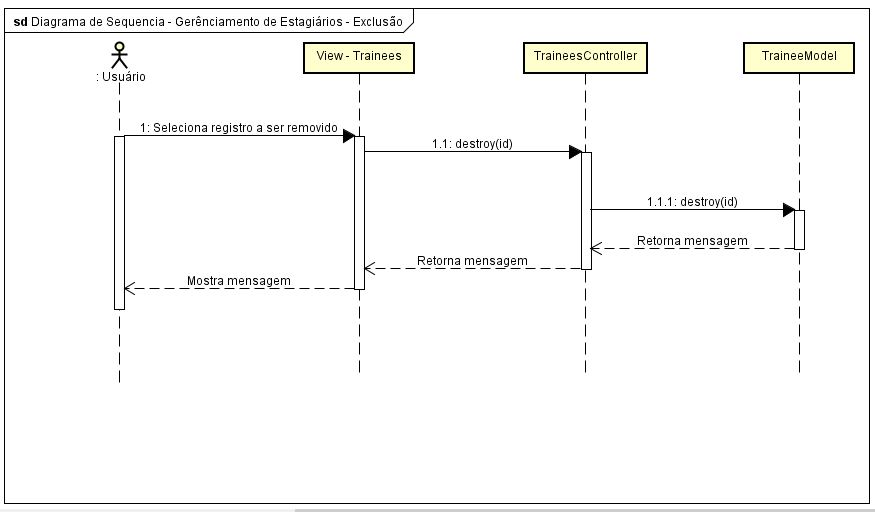 sd Diagrama de Sequencia - Gerênciamento de Estagiários - Exclusão
: Usuário
View - Trainees
TraineesController
TraineeModel
1: Seleciona registro a ser removido
1.1: destroy(id)
1.1.1: destroy(id)
Retorna mensagem
Retorna mensagem
Mostra mensagem